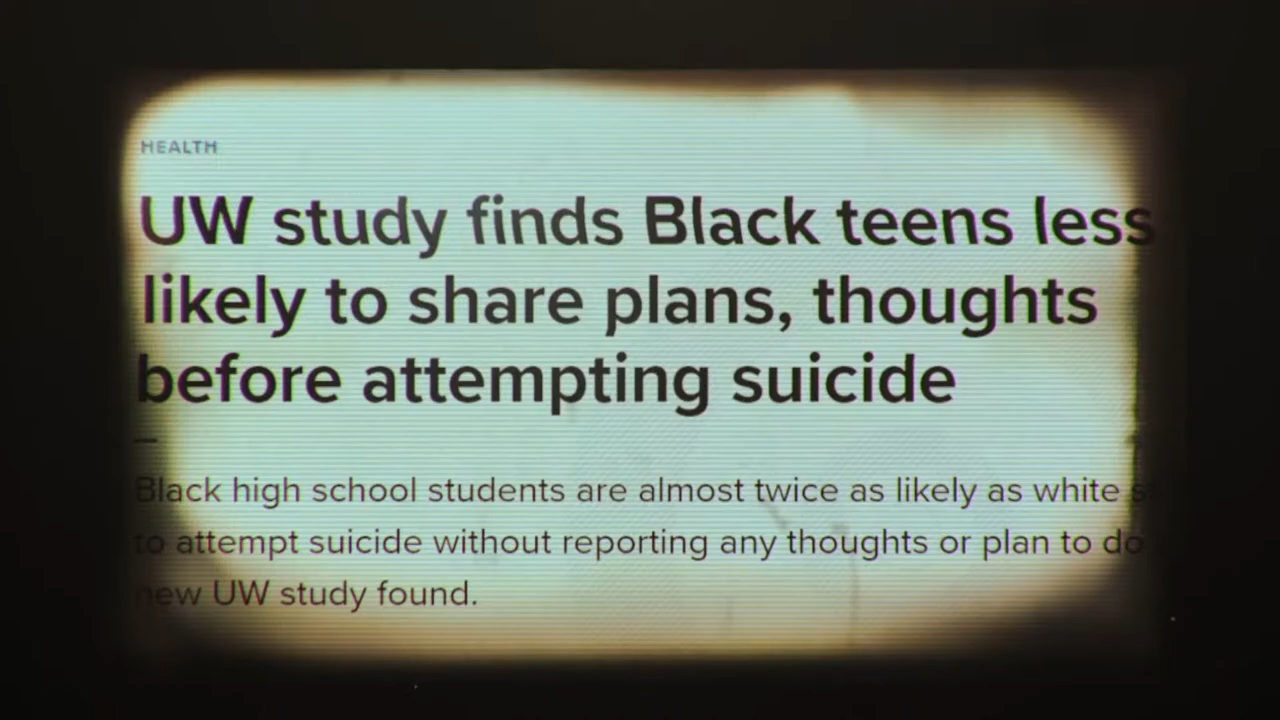 HEALTH
UW study finds Black teens less
likely to share plans, thoughts
before attempting suicide
Black high school students are almost twice as likely as white
to attempt suicide without reporting any thoughts or plan to do
new UW study found.